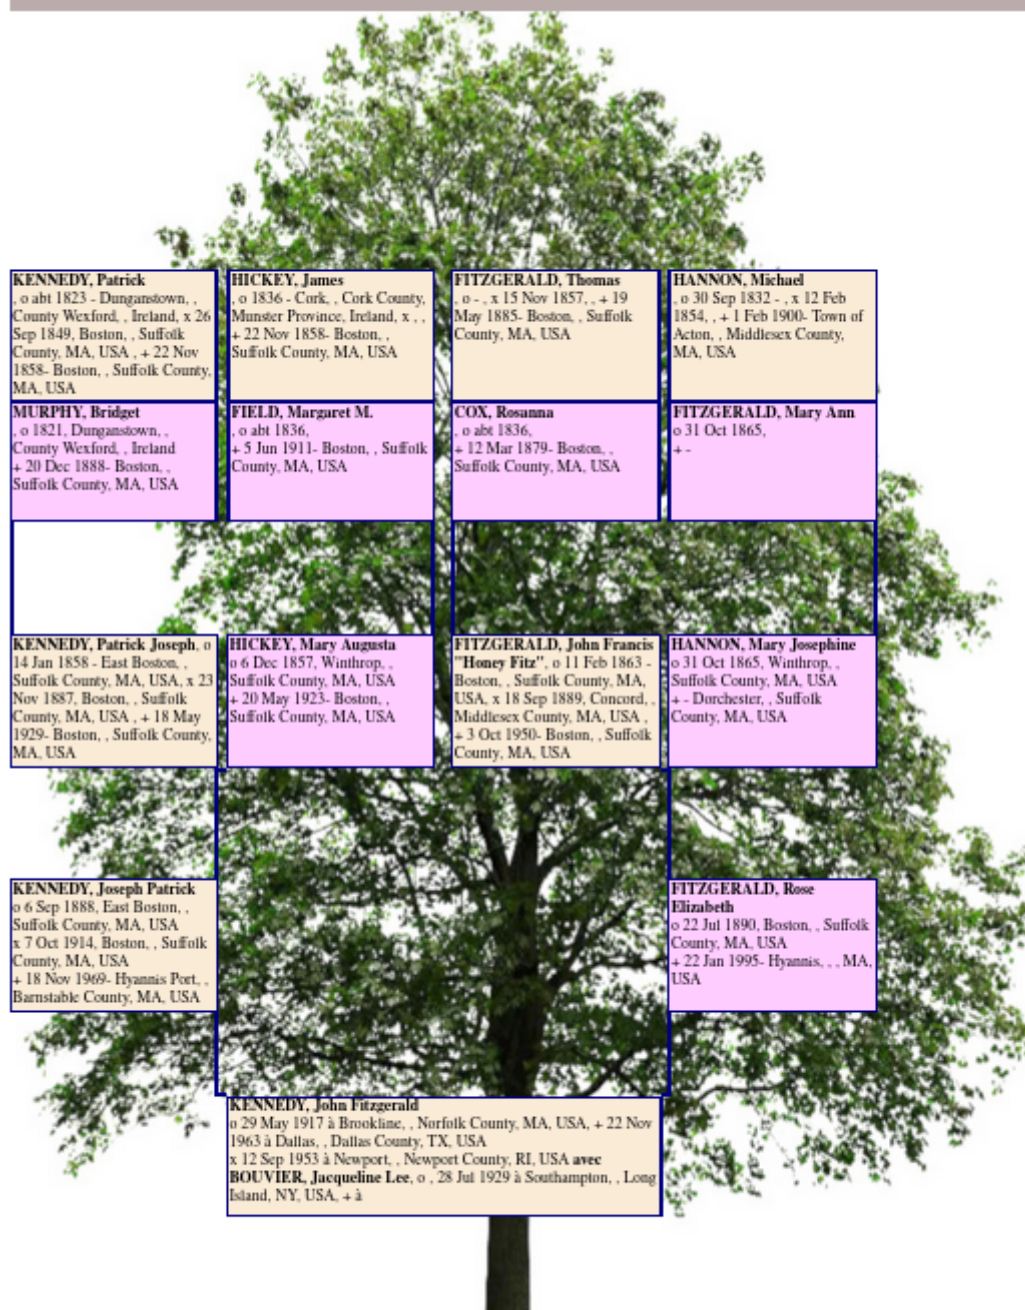 KENNEDY, Patrick
, o abt 1823 - Dunganstown, ,
County Wexford, , Ireland, x 26
Sep 1849, Boston, , Suffolk
County, MA, USA , + 22 Nov
1858- Boston, , Suffolk County,
MA, USA
HICKEY, James
, o 1836 - Cork, , Cork County,
Munster Province, Ireland, x , ,
+ 22 Nov 1858- Boston, ,
Suffolk County, MA, USA
FITZGERALD, Thomas
, o - , x 15 Nov 1857, , + 19
May 1885- Boston, , Suffolk
County, MA, USA
HANNON, Michael
, o 30 Sep 1832 - , x 12 Feb
1854, , + 1 Feb 1900- Town of
Acton, , Middlesex County,
MA, USA
MURPHY, Bridget
, o 1821, Dunganstown, ,
County Wexford, , Ireland
+ 20 Dec 1888- Boston, ,
Suffolk County, MA, USA
FIELD, Margaret M.
, o abt 1836,
+ 5 Jun 1911- Boston, , Suffolk
County, MA, USA
COX, Rosanna
, o abt 1836,
+ 12 Mar 1879- Boston, ,
Suffolk County, MA, USA
FITZGERALD, Mary Ann
o 31 Oct 1865,
+ -
KENNEDY, Patrick Joseph, o
14 Jan 1858 - East Boston, ,
Suffolk County, MA, USA, x 23
Nov 1887, Boston, , Suffolk
County, MA, USA , + 18 May
1929- Boston, , Suffolk County,
MA, USA
HICKEY, Mary Augusta
o 6 Dec 1857, Winthrop, ,
Suffolk County, MA, USA
+ 20 May 1923- Boston, ,
Suffolk County, MA, USA
FITZGERALD, John Francis
"Honey Fitz", o 11 Feb 1863 -
Boston, , Suffolk County, MA,
USA, x 18 Sep 1889, Concord, ,
Middlesex County, MA, USA ,
+ 3 Oct 1950- Boston, , Suffolk
County, MA, USA
HANNON, Mary Josephine
o 31 Oct 1865, Winthrop, ,
Suffolk County, MA, USA
+ - Dorchester, , Suffolk
County, MA, USA
KENNEDY, Joseph Patrick
o 6 Sep 1888, East Boston, ,
Suffolk County, MA, USA
x 7 Oct 1914, Boston, , Suffolk
County, MA, USA
+ 18 Nov 1969- Hyannis Port, ,
Barnstable County, MA, USA
FITZGERALD, Rose
Elizabeth
o 22 Jul 1890, Boston, , Suffolk
County, MA, USA
+ 22 Jan 1995- Hyannis, , , MA,
USA
KENNEDY, John Fitzgerald
o 29 May 1917 à Brookline, , Norfolk County, MA, USA, + 22 Nov
1963 à Dallas, , Dallas County, TX, USA
x 12 Sep 1953 à Newport, , Newport County, RI, USA avec
BOUVIER, Jacqueline Lee, o , 28 Jul 1929 à Southampton, , Long
Island, NY, USA, + à